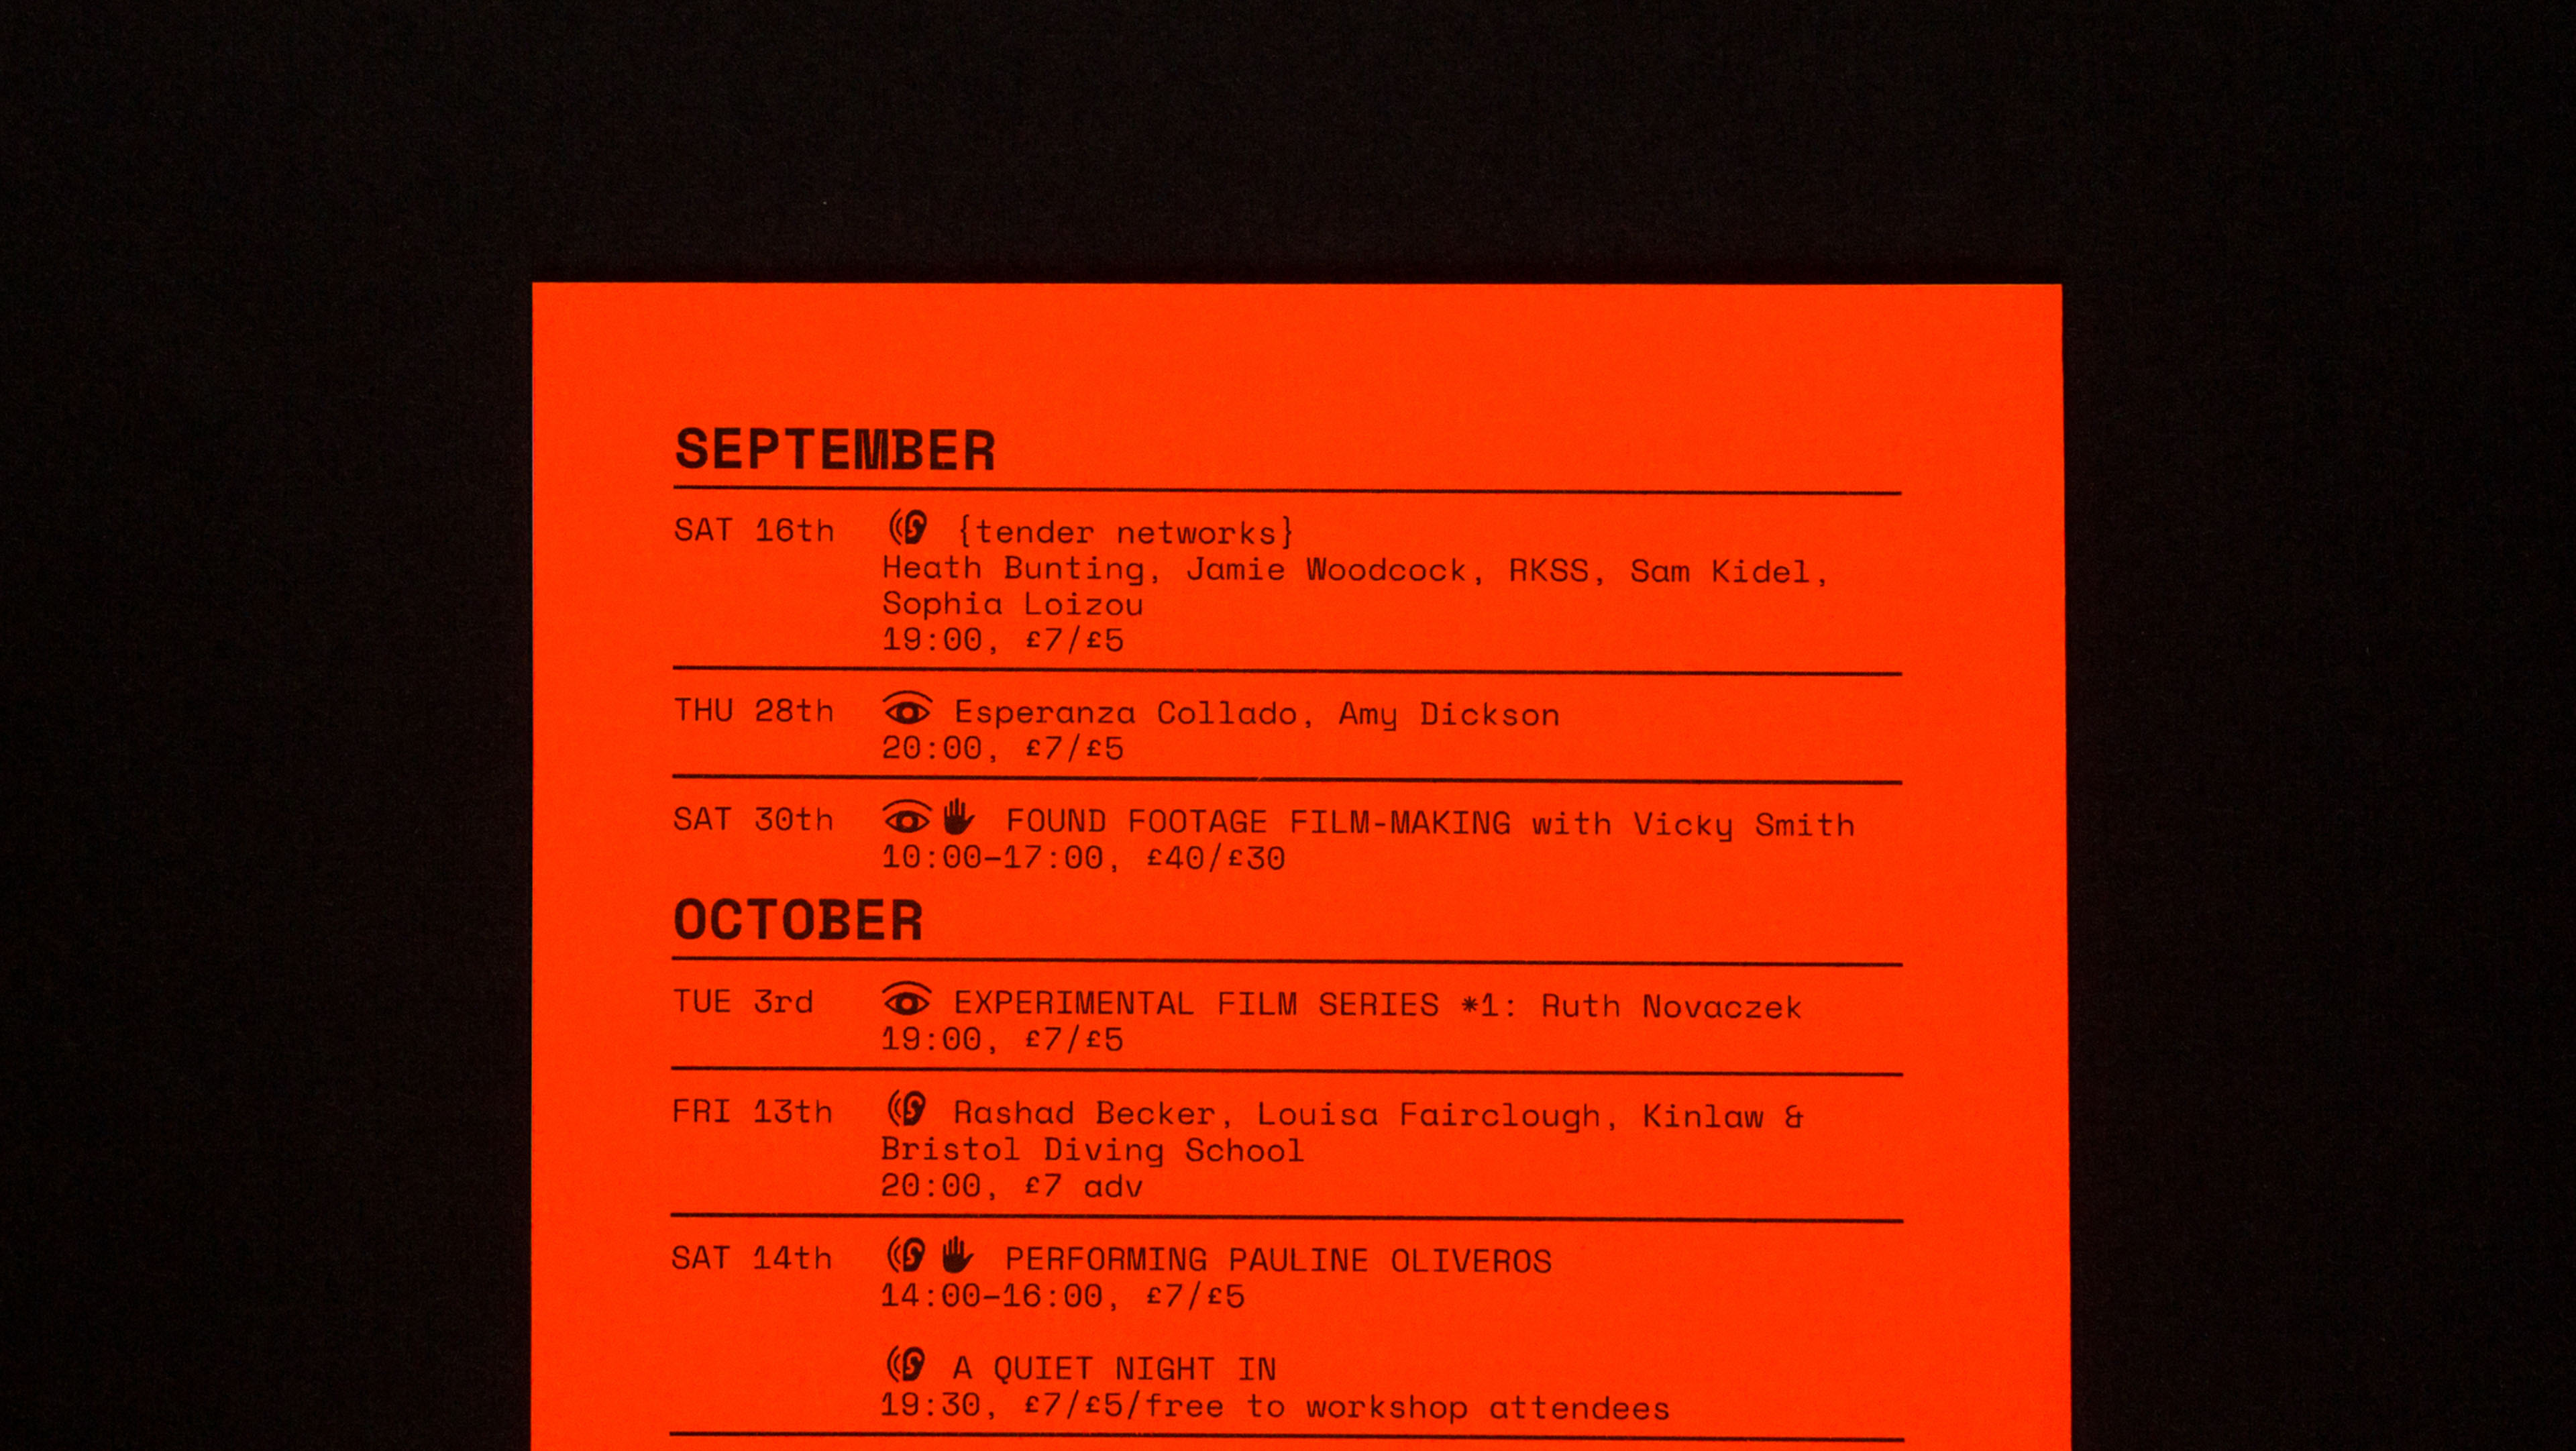 SEPTEMBER
SAT 16th {tender networks}
Heath Bunting, Jamie Woodcock, RKSS, Sam Kidel,
Sophia Loizou
19:00, £7/£5
THU 28th Esperanza Collado, Amy Dickson
20:00, £7/£5
SAT 30th FOUND FOOTAGE FILM-MAKING with Vicky Smith
10:00–17:00, £40/£30
OCTOBER
TUE 3rd EXPERIMENTAL FILM SERIES *1: Ruth Novaczek
19:00, £7/£5
FRI 13th Rashad Becker, Louisa Fairclough, Kinlaw &
Bristol Diving School
20:00, £7 adv
SAT 14th PERFORMING PAULINE OLIVEROS
14:00–16:00, £7/£5
A QUIET NIGHT IN
19:30, £7/£5/free to workshop attendees